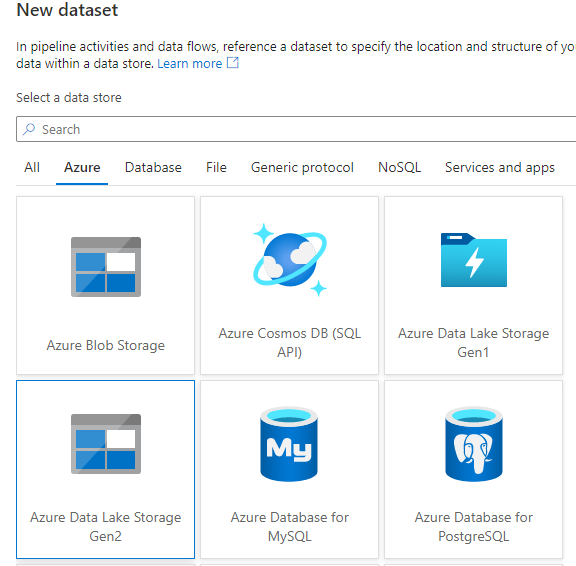 New dataset
In pipeline activities and data flows, reference a dataset to specify the location and structure of
data within a data store. Learn more
Select a data store
Search
All Azure Database File Generic protocol NoSQL Services and apps
Azure Blob Storage
Azure Cosmos DB (SQL
API)
Azure Data Lake Storage
Gen1
Azure Data Lake Storage
Gen2
My
Azure Database for
MySQL
Azure Database for
PostgreSQL